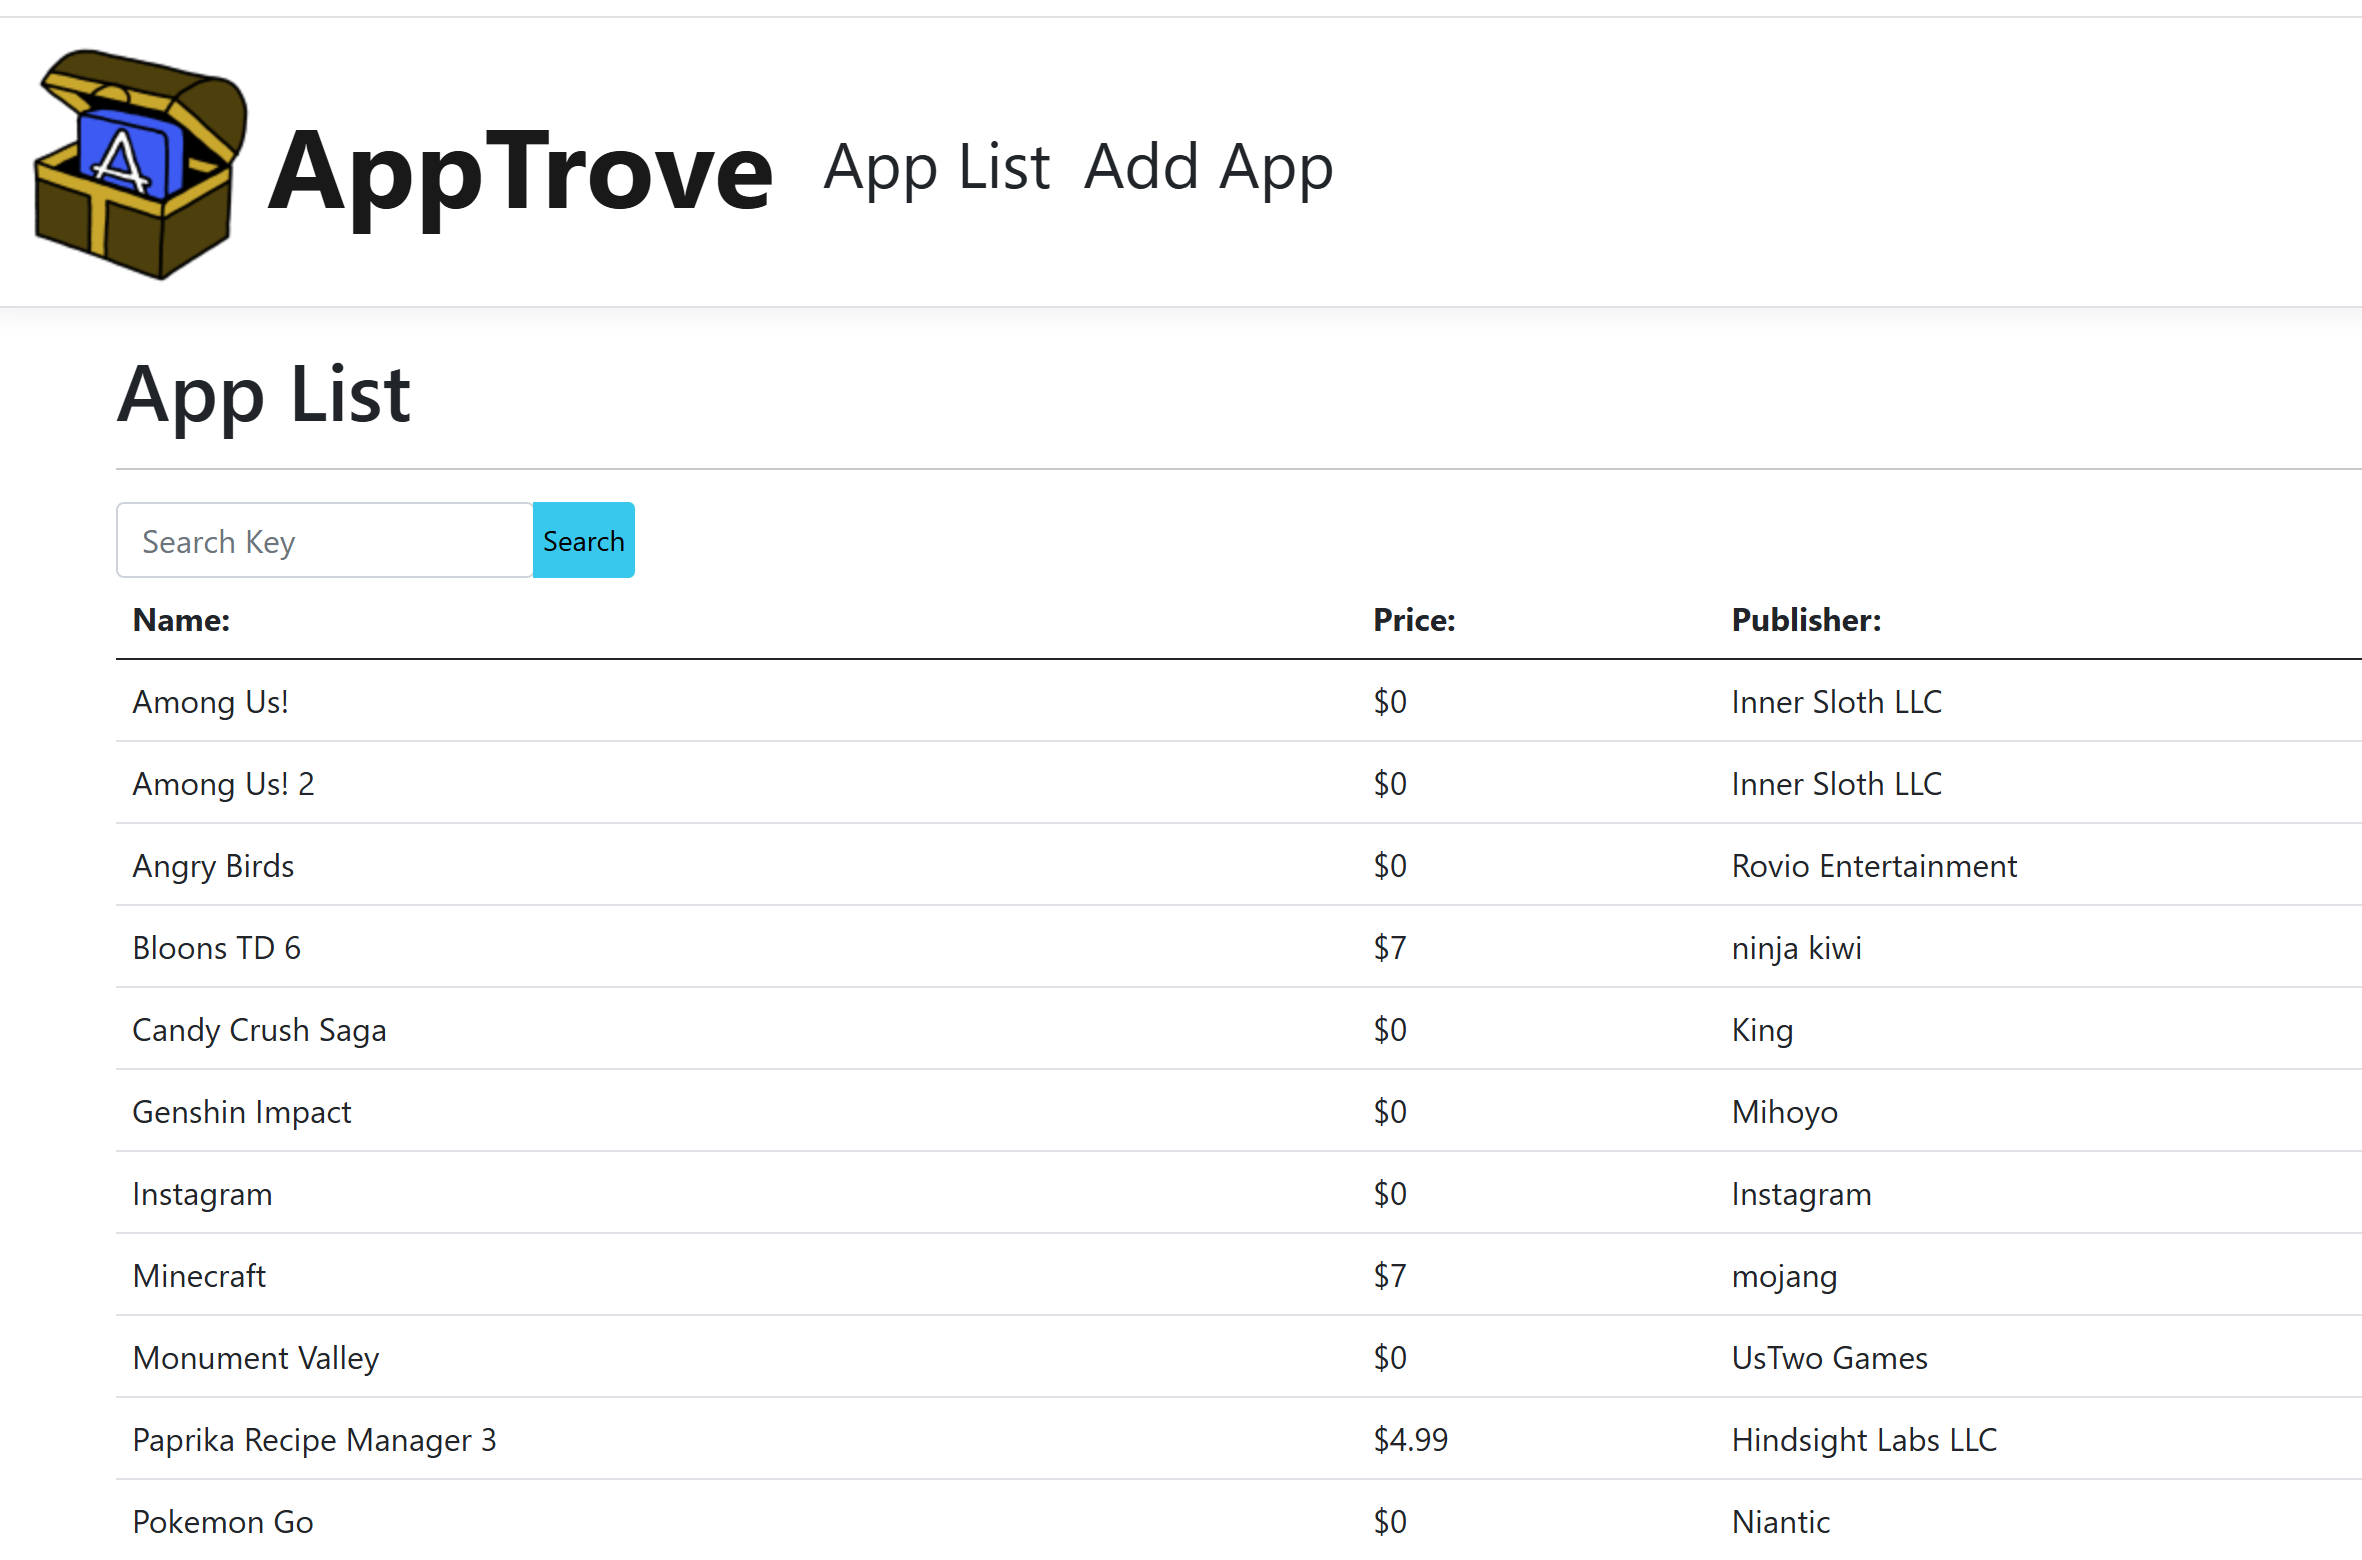 A
AppTrove App List Add App
App List
Search Key Search
Name: Price: Publisher:
Among Us! $0 Inner Sloth LLC
Among Us! 2 $0 Inner Sloth LLC
Angry Birds $0 Rovio Entertainment
Bloons TD 6 $7 ninja kiwi
Candy Crush Saga $0 King
Genshin Impact $0 Mihoyo
Instagram $0 Instagram
Minecraft $7 mojang
Monument Valley $0 UsTwo Games
Paprika Recipe Manager 3 $4.99 Hindsight Labs LLC
Pokemon Go $0 Niantic